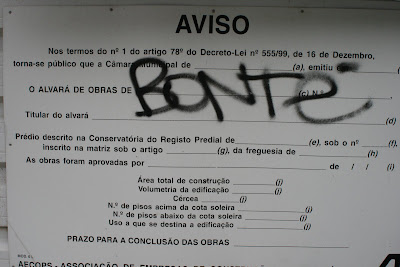 AVISO
Nos termos do nº 1 do artigo 78º do Decreto-Lei nº 555/99, de 16 de Dezembro,
torna-se público que a Câmara Municipal de (a), emitiu
BONTE
O ALVARÁ DE OBRAS DE (c) N.º
Titular do alvará (d)
Prédio descrito na Conservatória do Registo Predial de (e), sob o nº (f),
inscrito na matriz sob o artigo (g), da freguesia de (h)
As obras foram aprovadas por de / / (i)
Área total de construção (j)
Volumetria da edificação (j)
Cércea (j)
N.º de pisos acima da cota soleira (j)
N.º de pisos abaixo da cota soleira (j)
Uso a que se destina a edificação (j)
PRAZO PARA A CONCLUSÃO DAS OBRAS
AECOPS - ASSOCIAÇÃO DE EMPRESAS DE